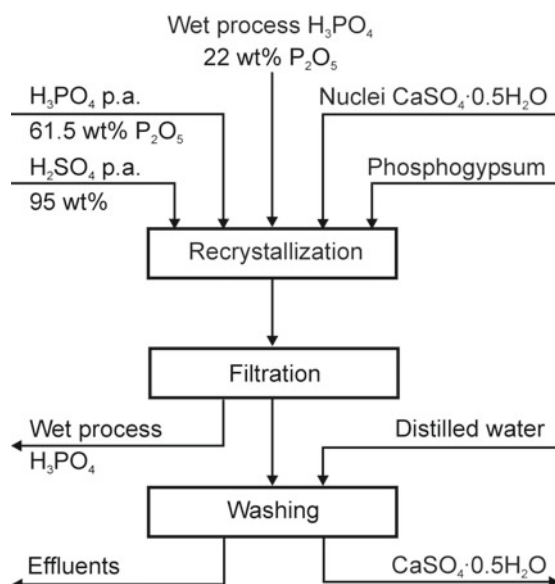 Wet process H₃PO₄
22 wt% P₂O₅
H₃PO₄ p.a.
61.5 wt% P₂O₅
Nuclei CaSO₄·0.5H₂O
H₂SO₄ p.a.
95 wt%
Phosphogypsum
Recrystallization
Filtration
Wet process
H₃PO₄
Distilled water
Washing
Effluents
CaSO₄·0.5H₂O